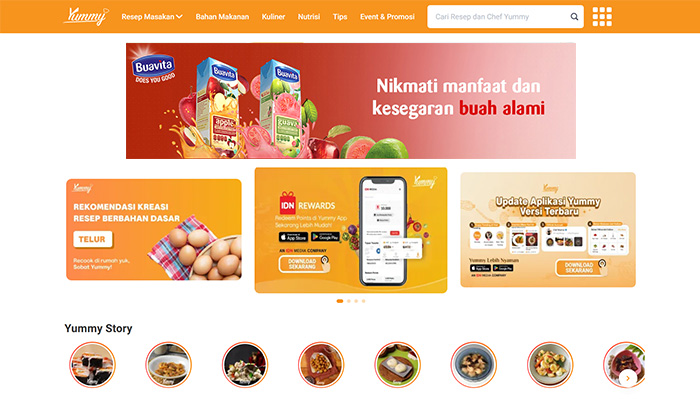 Yummy
Resep Masakan
Bahan Makanan
Kuliner
Nutrisi
Tips
Event & Promosi
Cari Resep dan Chef Yummy
Buavita
DOES YOU GOOD
Buavita
apple
Buavita
guava
Nikmati manfaat dan
kesegaran buah alami
Yummy
REKOMENDASI KREASI
RESEP BERBAHAN DASAR
TELUR
Recook di rumah yuk,
Sobat Yummy!
Yummy
IDN REWARDS
Redeem Points di Yummy App
Sekarang Lebih Mudah!
App Store
Google Play
AN IDN MEDIA COMPANY
DOWNLOAD
SEKARANG
Yummy
Update Aplikasi Yummy
Versi Terbaru
Yummy Lebih Nyaman
App Store
Google Play
AN IDN MEDIA COMPANY
DOWNLOAD
SEKARANG
Yummy Story